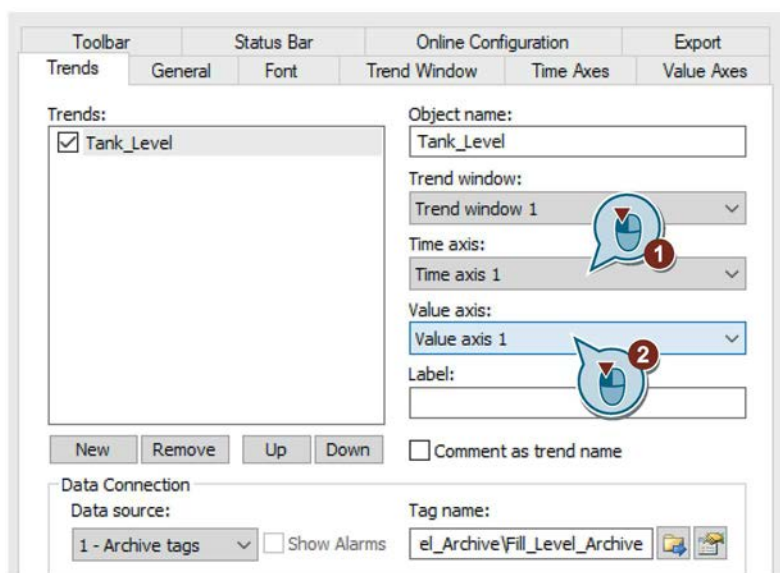 Toolbar Status Bar Online Configuration Export
Trends General Font Trend Window Time Axes Value Axes
Trends:
Tank_Level
Object name:
Tank_Level
Trend window:
Trend window 1
1
Time axis:
Time axis 1
Value axis:
Value axis 1
2
Label:
New Remove Up Down
Comment as trend name
Data Connection
Data source:
1 - Archive tags
Show Alarms
Tag name:
el_Archive\Fill_Level_Archive